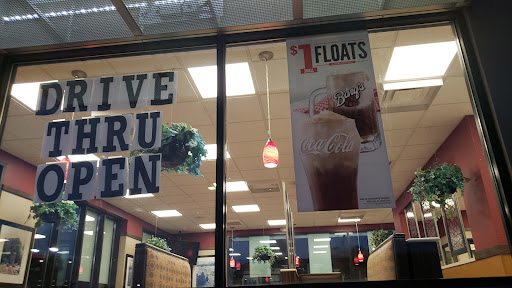 DRIVE
THRU
OPEN
$1 FLOATS
Barq's
Coca-Cola